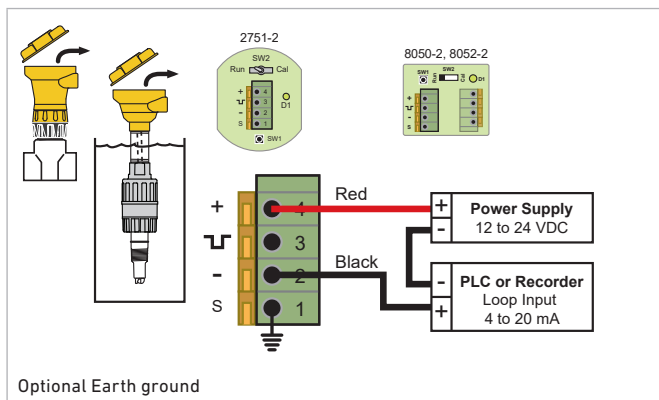 2751-2
SW2
Run Cal
+ 4
3
- 2
S 1
D1
SW1
8050-2, 8052-2
SW1
Run
SW2
Cal
D1
+
-
S
+ 4
3
- 2
S 1
Red
Black
+ Power Supply
- 12 to 24 VDC
- PLC or Recorder
Loop Input
+ 4 to 20 mA
Optional Earth ground